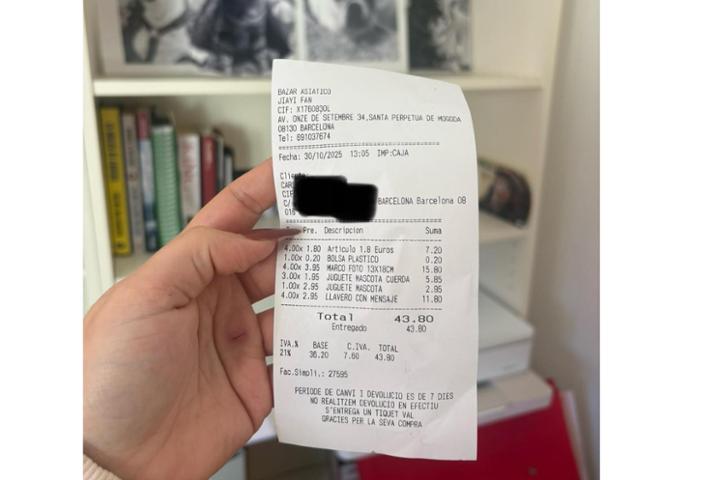 BAZAR ASIATICO
JIAYI FAN
CIF: X1760830L
AV. ONZE DE SETEMBRE 34,SANTA PERPETUA DE MOGODA
08130 BARCELONA
Tel: 691037674
Fecha: 30/10/2025 13:05 IMP:CAJA
Cliente:
CAR
CIF
C/ BARCELONA Barcelona 08
018
Pre. Descripcion Suma
4.00x 1.80 Articulo 1.8 Euros 7.20
1.00x 0.20 BOLSA PLASTICO 0.20
4.00x 3.95 MARCO FOTO 13X18CM 15.80
3.00x 1.95 JUGUETE MASCOTA CUERDA 5.85
1.00x 2.95 JUGUETE MASCOTA 2.95
4.00x 2.95 LLAVERO CON MENSAJE 11.80
Total 43.80
Entregado 43.80
IVA.% BASE C.IVA. TOTAL
21% 36.20 7.60 43.80
Fac.Simpli.: 27595
PERIODE DE CANVI I DEVOLUCIO ES DE 7 DIES
NO REALITZEM DEVOLUCIO EN EFECTIU
S'ENTREGA UN TIQUET VAL
GRACIES PER LA SEVA COMPRA